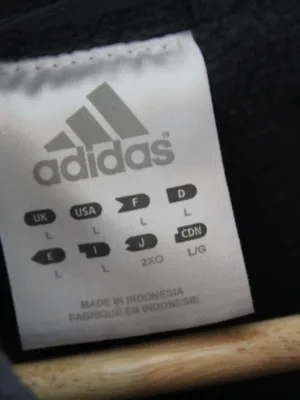 adidas
UK USA F D
L L L L
E I J CDN
L L 2XO L/G
MADE IN INDONESIA
FABRIQUE EN INDONESIE